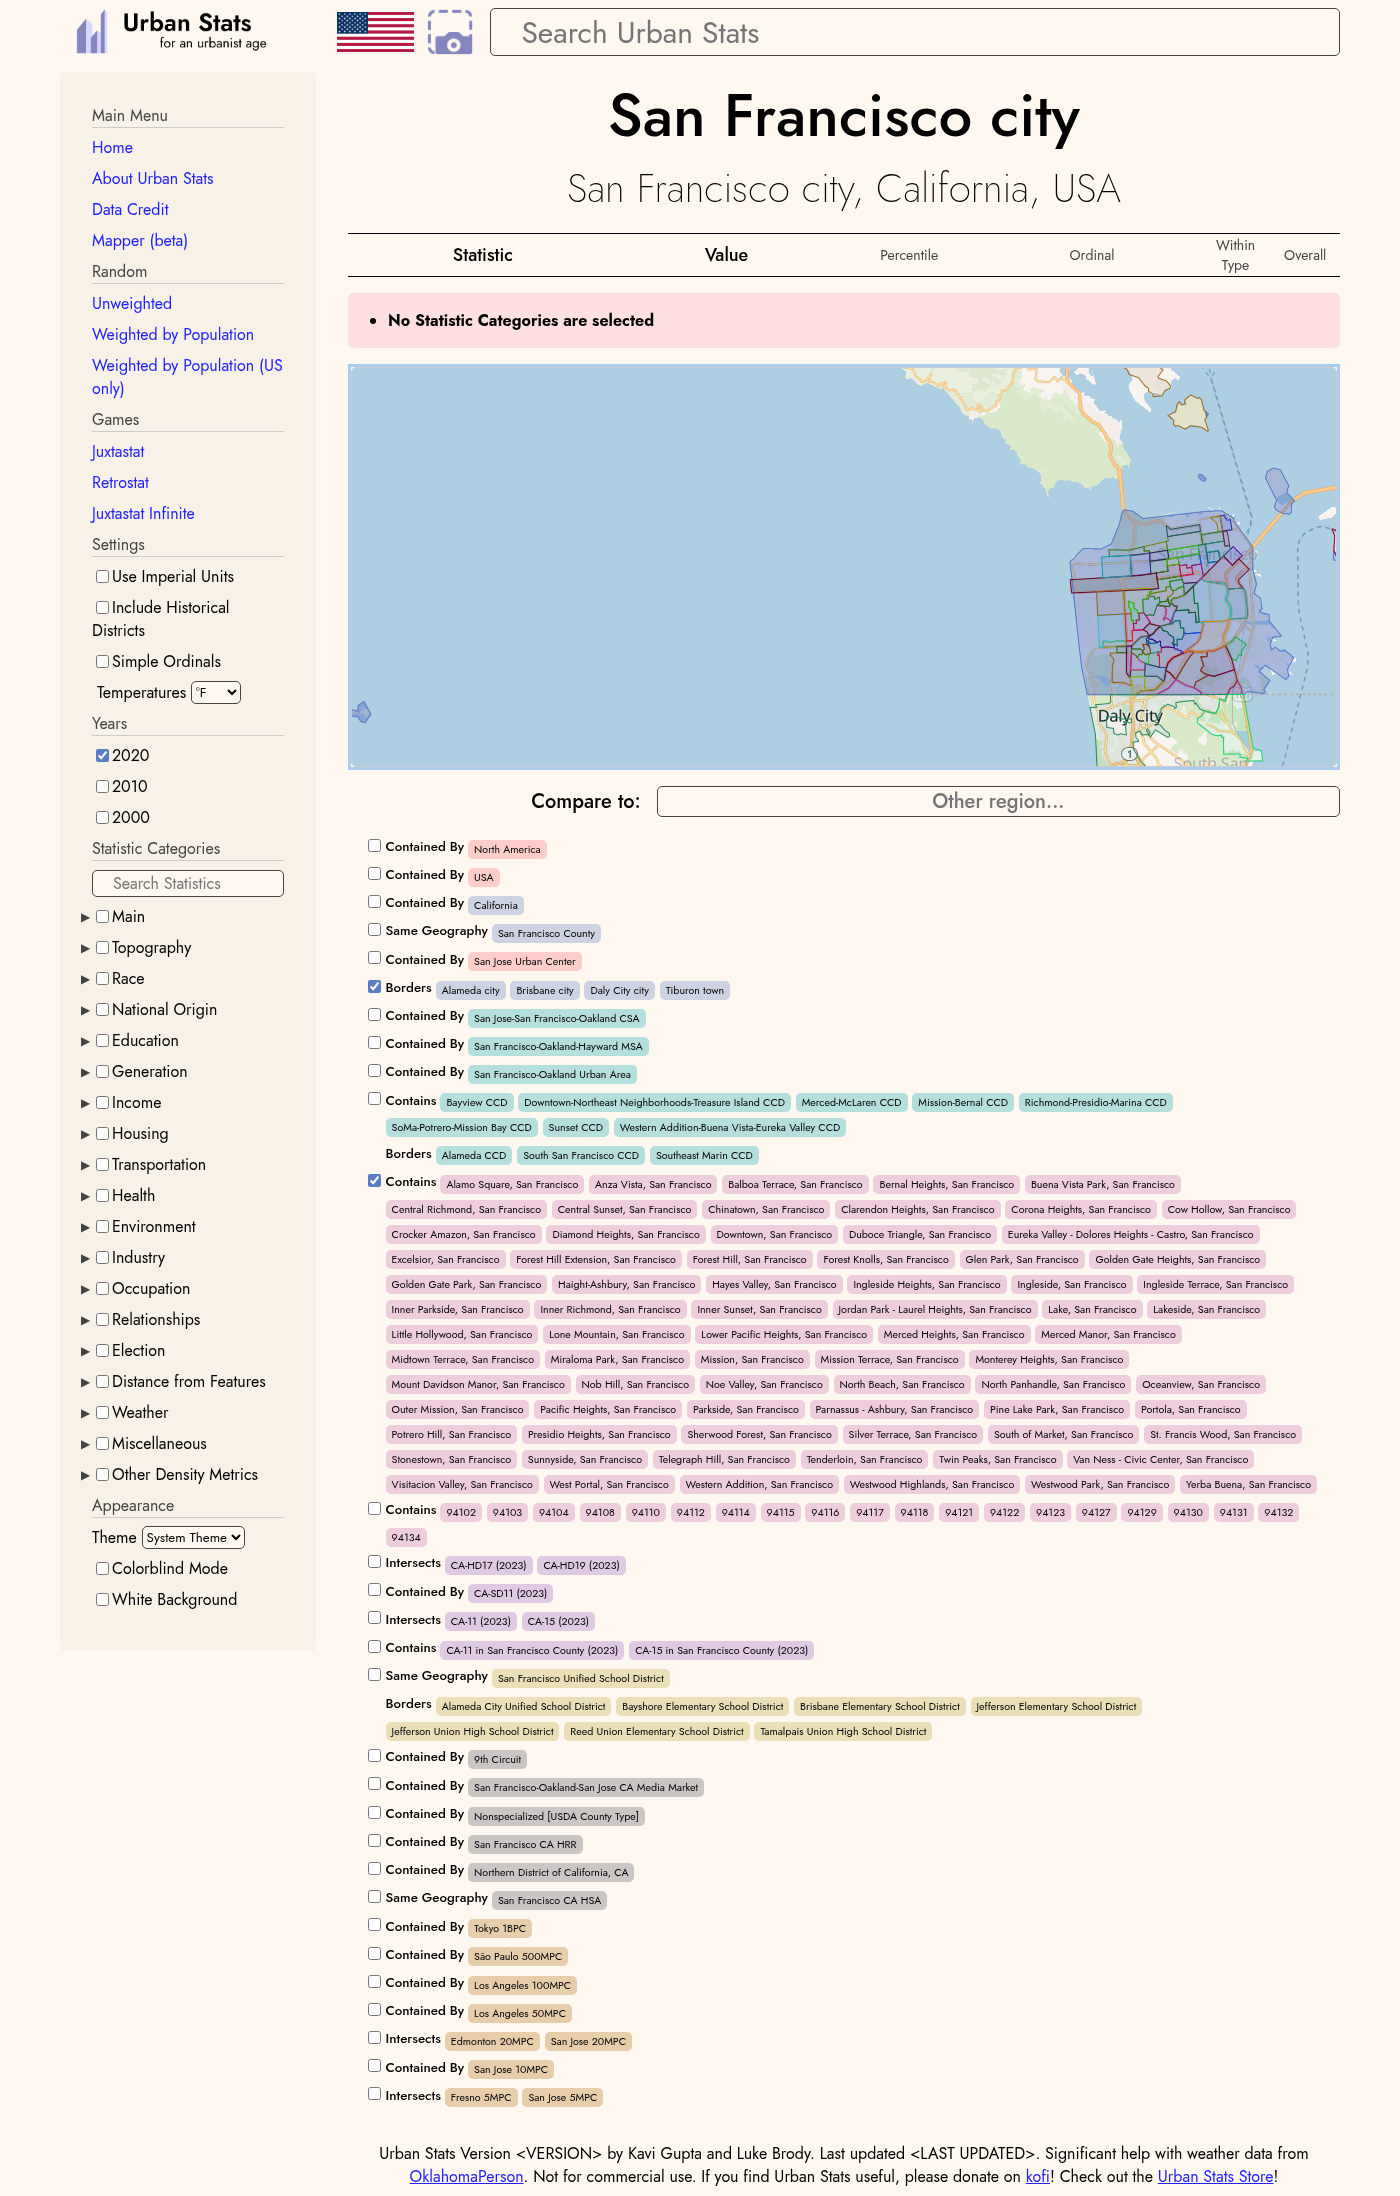 Urban Stats
for an urbanist age
Search Urban Stats
Main Menu
Home
About Urban Stats
Data Credit
Mapper (beta)
Random
Unweighted
Weighted by Population
Weighted by Population (US
only)
Games
Juxtastat
Retrostat
Juxtastat Infinite
Settings
Use Imperial Units
Include Historical
Districts
Simple Ordinals
Temperatures °F
Years
2020
2010
2000
Statistic Categories
Search Statistics
Main
Topography
Race
National Origin
Education
Generation
Income
Housing
Transportation
Health
Environment
Industry
Occupation
Relationships
Election
Distance from Features
Weather
Miscellaneous
Other Density Metrics
Appearance
Theme System Theme
Colorblind Mode
White Background
San Francisco city
San Francisco city, California, USA
Statistic Value Percentile Ordinal Within Type Overall
• No Statistic Categories are selected
San Francisco
Daly City
1
South San
Compare to: Other region...
Contained By North America
Contained By USA
Contained By California
Same Geography San Francisco County
Contained By San Jose Urban Center
Borders Alameda city Brisbane city Daly City city Tiburon town
Contained By San Jose-San Francisco-Oakland CSA
Contained By San Francisco-Oakland-Hayward MSA
Contained By San Francisco-Oakland Urban Area
Contains Bayview CCD Downtown-Northeast Neighborhoods-Treasure Island CCD Merced-McLaren CCD Mission-Bernal CCD Richmond-Presidio-Marina CCD
SoMa-Potrero-Mission Bay CCD Sunset CCD Western Addition-Buena Vista-Eureka Valley CCD
Borders Alameda CCD South San Francisco CCD Southeast Marin CCD
Contains Alamo Square, San Francisco Anza Vista, San Francisco Balboa Terrace, San Francisco Bernal Heights, San Francisco Buena Vista Park, San Francisco
Central Richmond, San Francisco Central Sunset, San Francisco Chinatown, San Francisco Clarendon Heights, San Francisco Corona Heights, San Francisco Cow Hollow, San Francisco
Crocker Amazon, San Francisco Diamond Heights, San Francisco Downtown, San Francisco Duboce Triangle, San Francisco Eureka Valley - Dolores Heights - Castro, San Francisco
Excelsior, San Francisco Forest Hill Extension, San Francisco Forest Hill, San Francisco Forest Knolls, San Francisco Glen Park, San Francisco Golden Gate Heights, San Francisco
Golden Gate Park, San Francisco Haight-Ashbury, San Francisco Hayes Valley, San Francisco Ingleside Heights, San Francisco Ingleside, San Francisco Ingleside Terrace, San Francisco
Inner Parkside, San Francisco Inner Richmond, San Francisco Inner Sunset, San Francisco Jordan Park - Laurel Heights, San Francisco Lake, San Francisco Lakeside, San Francisco
Little Hollywood, San Francisco Lone Mountain, San Francisco Lower Pacific Heights, San Francisco Merced Heights, San Francisco Merced Manor, San Francisco
Midtown Terrace, San Francisco Miraloma Park, San Francisco Mission, San Francisco Mission Terrace, San Francisco Monterey Heights, San Francisco
Mount Davidson Manor, San Francisco Nob Hill, San Francisco Noe Valley, San Francisco North Beach, San Francisco North Panhandle, San Francisco Oceanview, San Francisco
Outer Mission, San Francisco Pacific Heights, San Francisco Parkside, San Francisco Parnassus - Ashbury, San Francisco Pine Lake Park, San Francisco Portola, San Francisco
Potrero Hill, San Francisco Presidio Heights, San Francisco Sherwood Forest, San Francisco Silver Terrace, San Francisco South of Market, San Francisco St. Francis Wood, San Francisco
Stonestown, San Francisco Sunnyside, San Francisco Telegraph Hill, San Francisco Tenderloin, San Francisco Twin Peaks, San Francisco Van Ness - Civic Center, San Francisco
Visitacion Valley, San Francisco West Portal, San Francisco Western Addition, San Francisco Westwood Highlands, San Francisco Westwood Park, San Francisco Yerba Buena, San Francisco
Contains 94102 94103 94104 94108 94110 94112 94114 94115 94116 94117 94118 94121 94122 94123 94127 94129 94130 94131 94132
94134
Intersects CA-HD17 (2023) CA-HD19 (2023)
Contained By CA-SD11 (2023)
Intersects CA-11 (2023) CA-15 (2023)
Contains CA-11 in San Francisco County (2023) CA-15 in San Francisco County (2023)
Same Geography San Francisco Unified School District
Borders Alameda City Unified School District Bayshore Elementary School District Brisbane Elementary School District Jefferson Elementary School District
Jefferson Union High School District Reed Union Elementary School District Tamalpais Union High School District
Contained By 9th Circuit
Contained By San Francisco-Oakland-San Jose CA Media Market
Contained By Nonspecialized [USDA County Type]
Contained By San Francisco CA HRR
Contained By Northern District of California, CA
Same Geography San Francisco CA HSA
Contained By Tokyo 1BPC
Contained By São Paulo 500MPC
Contained By Los Angeles 100MPC
Contained By Los Angeles 50MPC
Intersects Edmonton 20MPC San Jose 20MPC
Contained By San Jose 10MPC
Intersects Fresno 5MPC San Jose 5MPC
Urban Stats Version <VERSION> by Kavi Gupta and Luke Brody. Last updated <LAST UPDATED>. Significant help with weather data from
OklahomaPerson. Not for commercial use. If you find Urban Stats useful, please donate on kofi! Check out the Urban Stats Store!